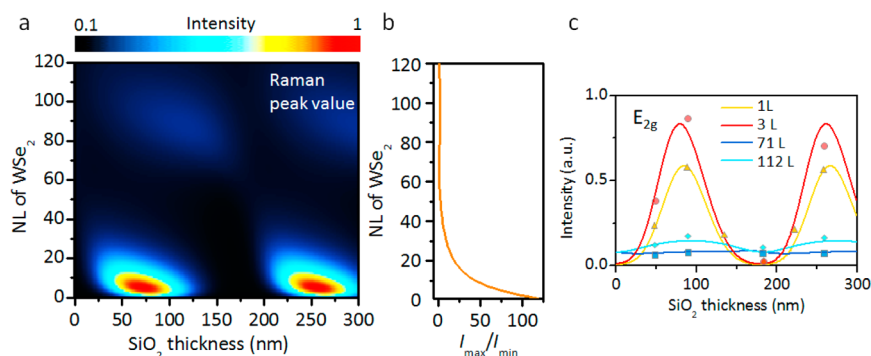 a
Intensity
0.1
1
Raman
peak value
NL of WSe₂
120
100
80
60
40
20
0
0
50
100
150
200
250
300
SiO₂ thickness (nm)
b
NL of WSe₂
120
100
80
60
40
20
0
0
50
100
I_max/I_min
c
E₂g
1L
3 L
71 L
112 L
Intensity (a.u.)
1.0
0.5
0.0
0
100
200
300
SiO₂ thickness (nm)